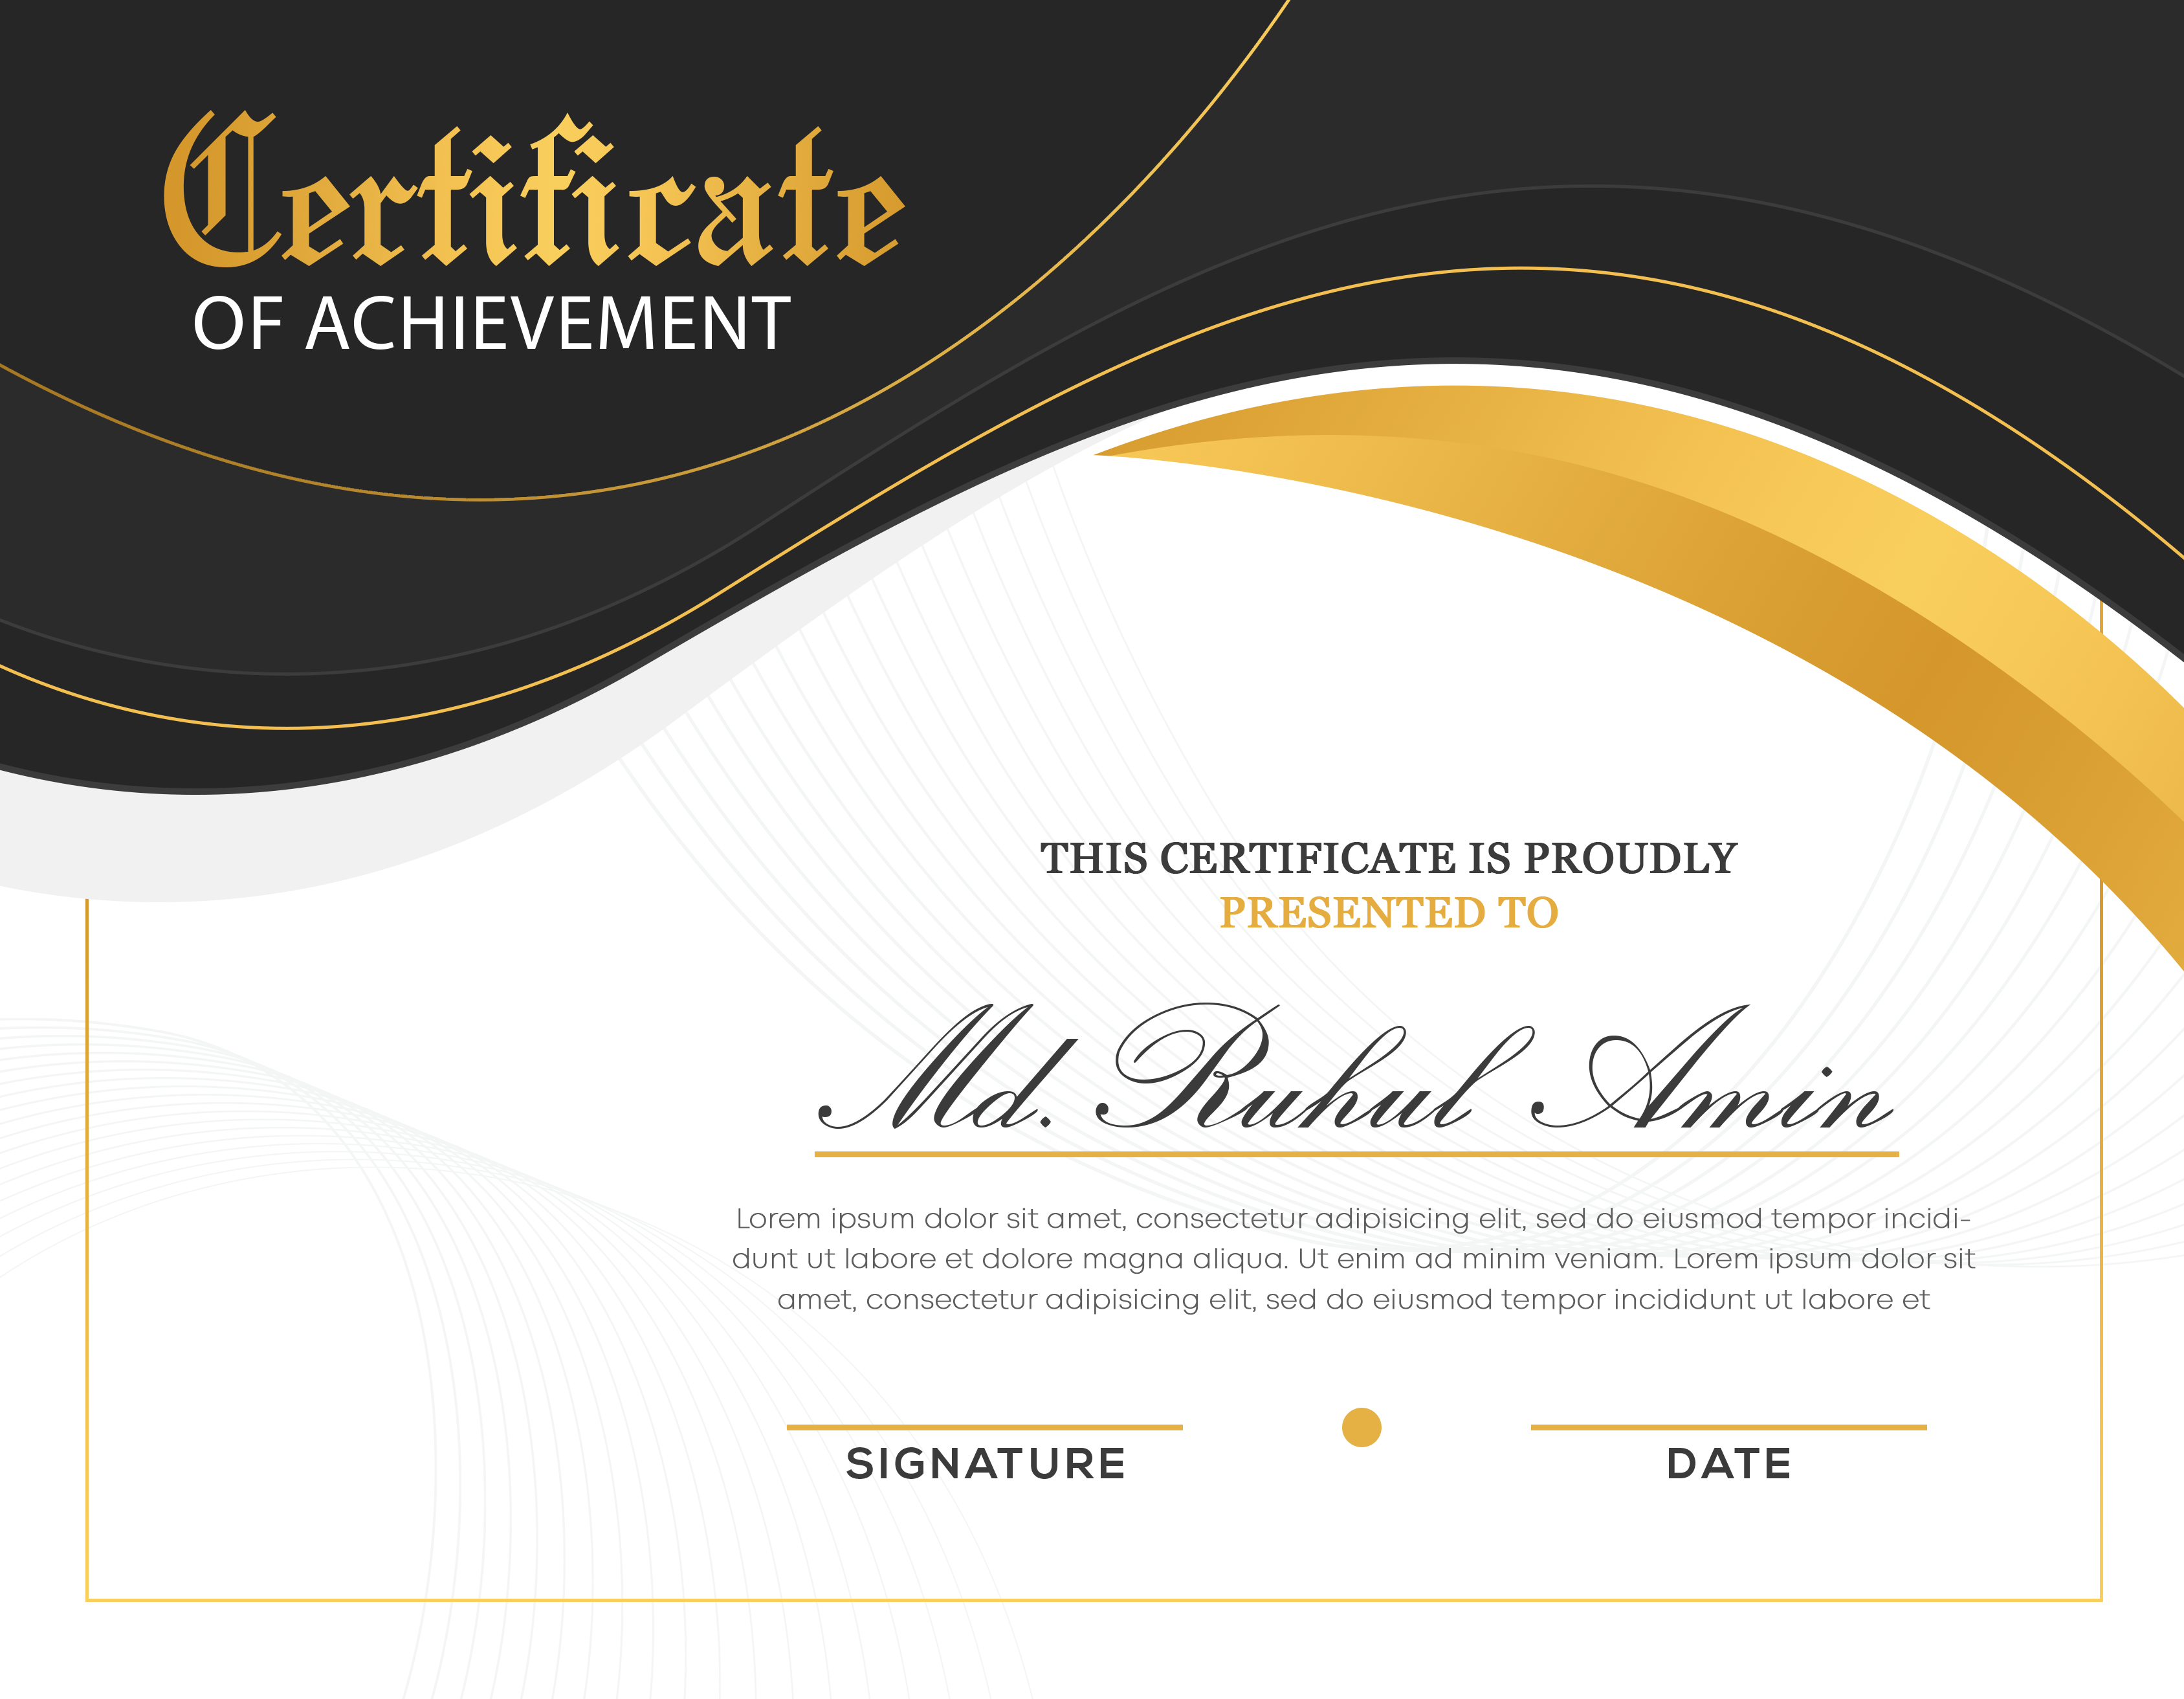 Certificate
OF ACHIEVEMENT
THIS CERTIFICATE IS PROUDLY
PRESENTED TO
Md. Ruhul Amin
Lorem ipsum dolor sit amet, consectetur adipisicing elit, sed do eiusmod tempor incidi-
dunt ut labore et dolore magna aliqua. Ut enim ad minim veniam. Lorem ipsum dolor sit
amet, consectetur adipisicing elit, sed do eiusmod tempor incididunt ut labore et
SIGNATURE
DATE